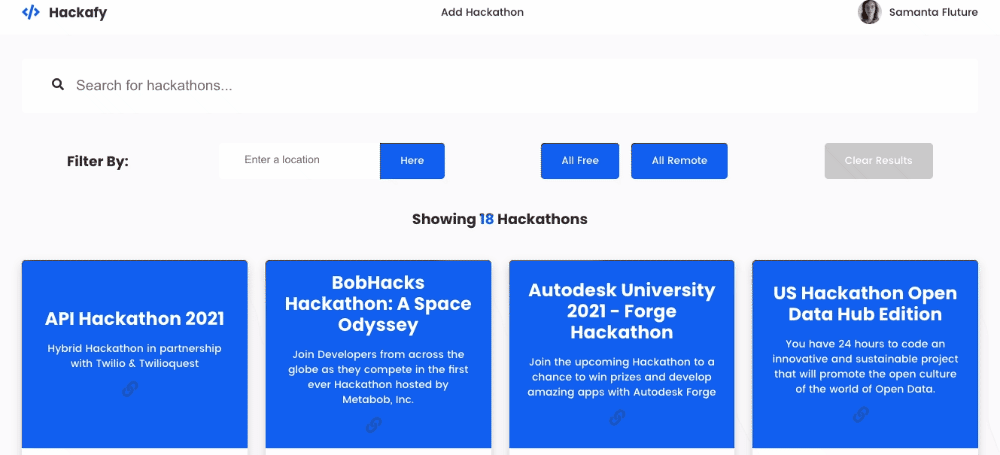 </> Hackafy
Add Hackathon
Samanta Fluture
Search for hackathons...
Filter By:
Enter a location
Here
All Free
All Remote
Clear Results
Showing 18 Hackathons
API Hackathon 2021
Hybrid Hackathon in partnership
with Twilio & Twilioquest
BobHacks
Hackathon: A Space
Odyssey
Join Developers from across the
globe as they compete in the first
ever Hackathon hosted by
Metabob, Inc.
Autodesk University
2021 - Forge
Hackathon
Join the upcoming Hackathon to a
chance to win prizes and develop
amazing apps with Autodesk Forge
US Hackathon Open
Data Hub Edition
You have 24 hours to code an
innovative and sustainable project
that will promote the open culture
of the world of Open Data.